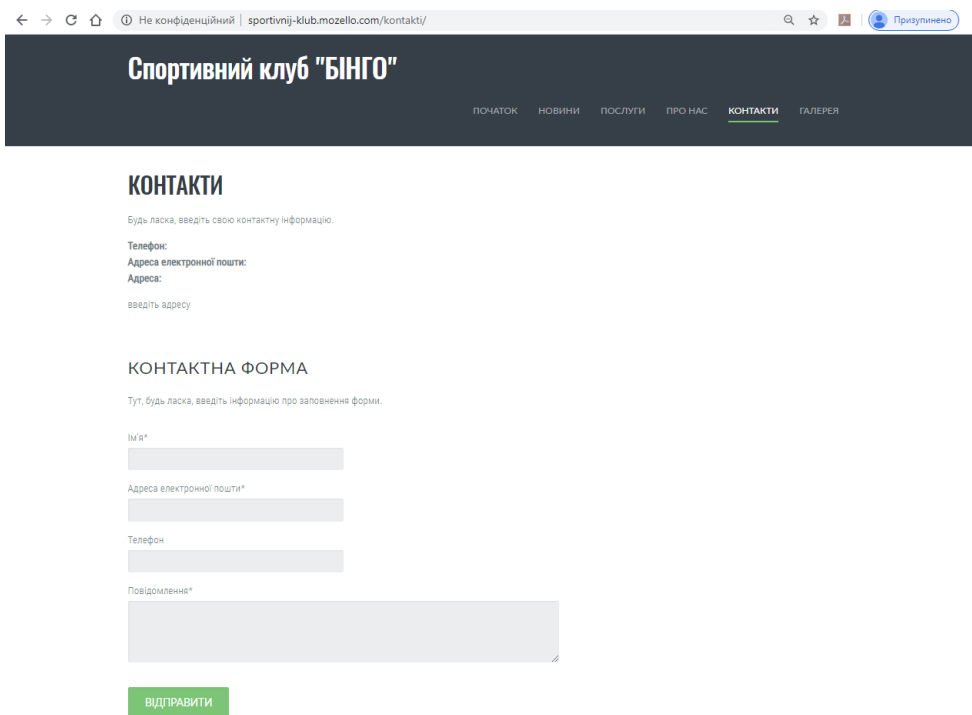 Не конфіденційний | sportivnij-klub.mozello.com/kontakti/
Призупинено
Спортивний клуб "БІНГО"
ПОЧАТОК НОВИНИ ПОСЛУГИ ПРО НАС КОНТАКТИ ГАЛЕРЕЯ
КОНТАКТИ
Будь ласка, введіть свою контактну інформацію.
Телефон:
Адреса електронної пошти:
Адреса:
введіть адресу
КОНТАКТНА ФОРМА
Тут, будь ласка, введіть інформацію про заповнення форми.
Ім'я*
Адреса електронної пошти*
Телефон
Повідомлення*
ВІДПРАВИТИ